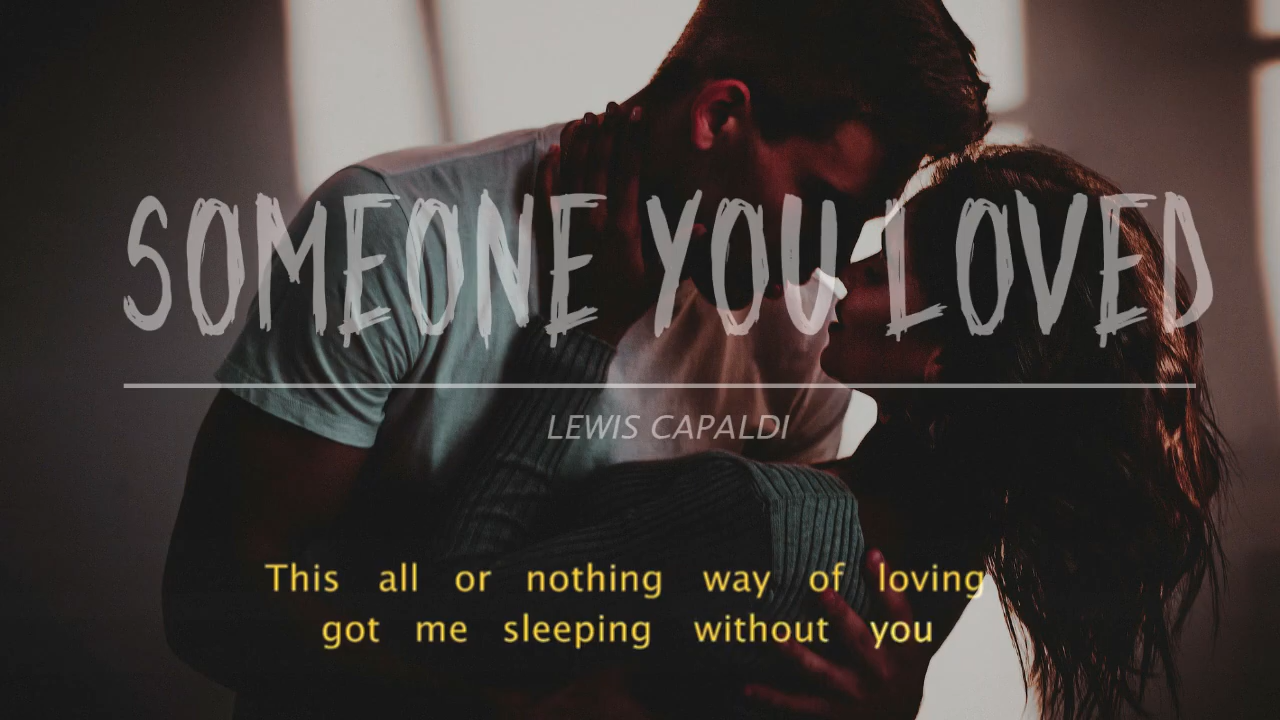 SOMEONE YOU LOVED
LEWIS CAPALDI
This all or nothing way of loving
got me sleeping without you